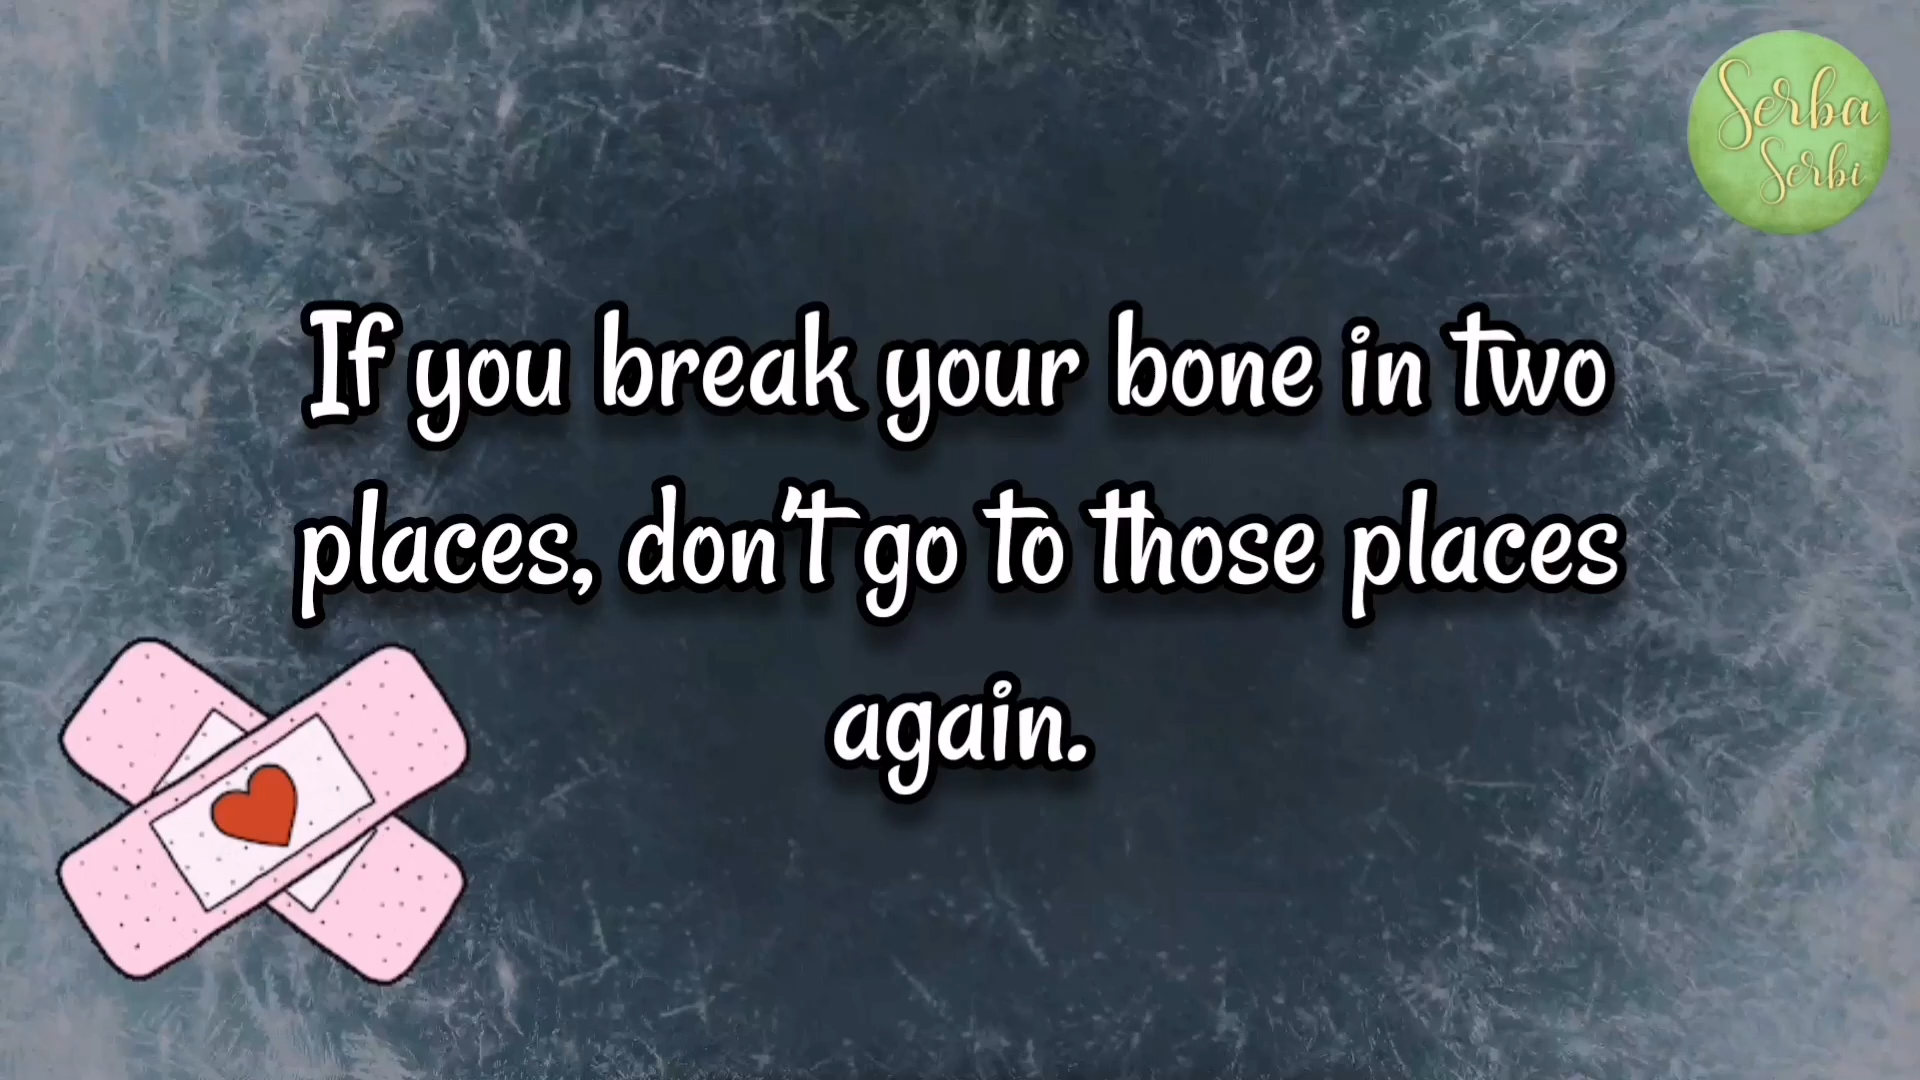 Serba
Serbi
If you break your bone in two
places, don't go to those places
again.